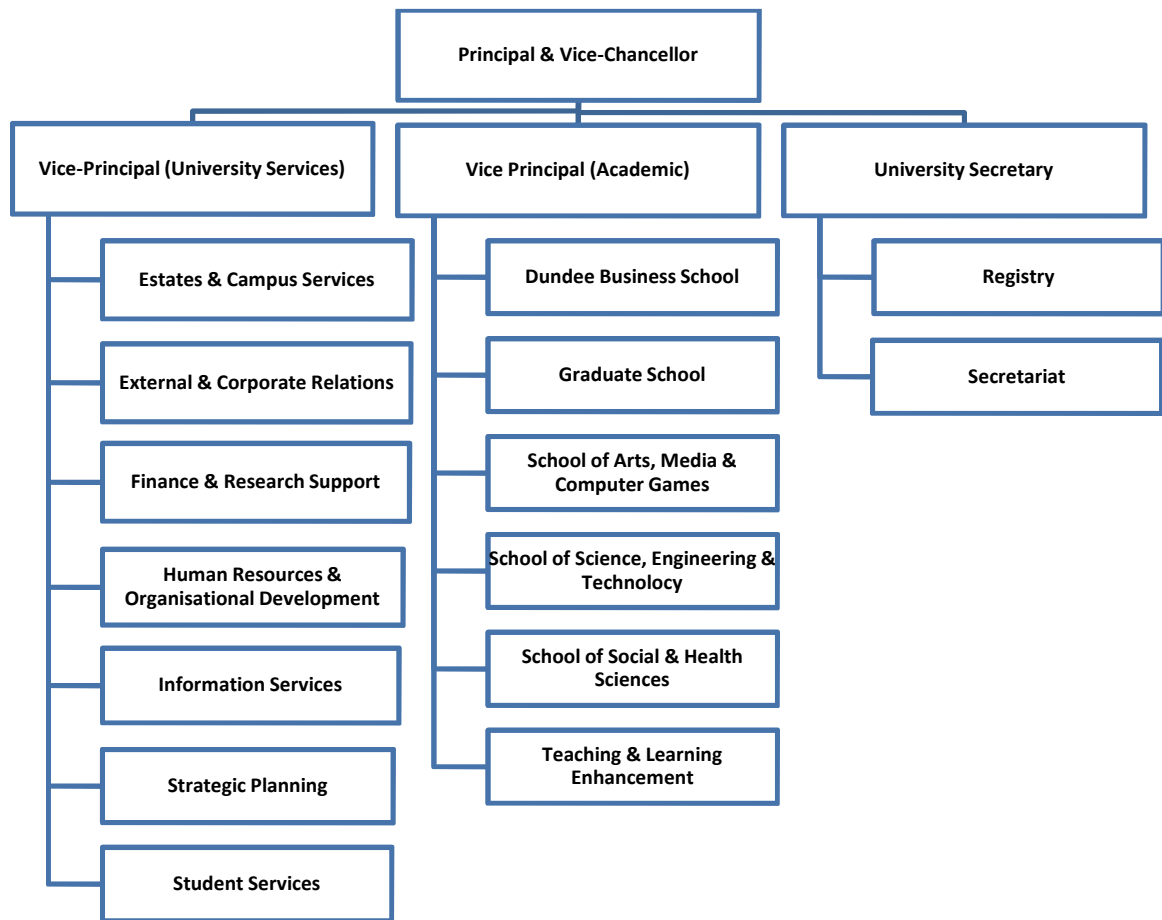 Principal & Vice-Chancellor
Vice-Principal (University Services)
Vice Principal (Academic)
University Secretary
Estates & Campus Services
External & Corporate Relations
Finance & Research Support
Human Resources &
Organisational Development
Information Services
Strategic Planning
Student Services
Dundee Business School
Graduate School
School of Arts, Media &
Computer Games
School of Science, Engineering &
Technolocy
School of Social & Health
Sciences
Teaching & Learning
Enhancement
Registry
Secretariat